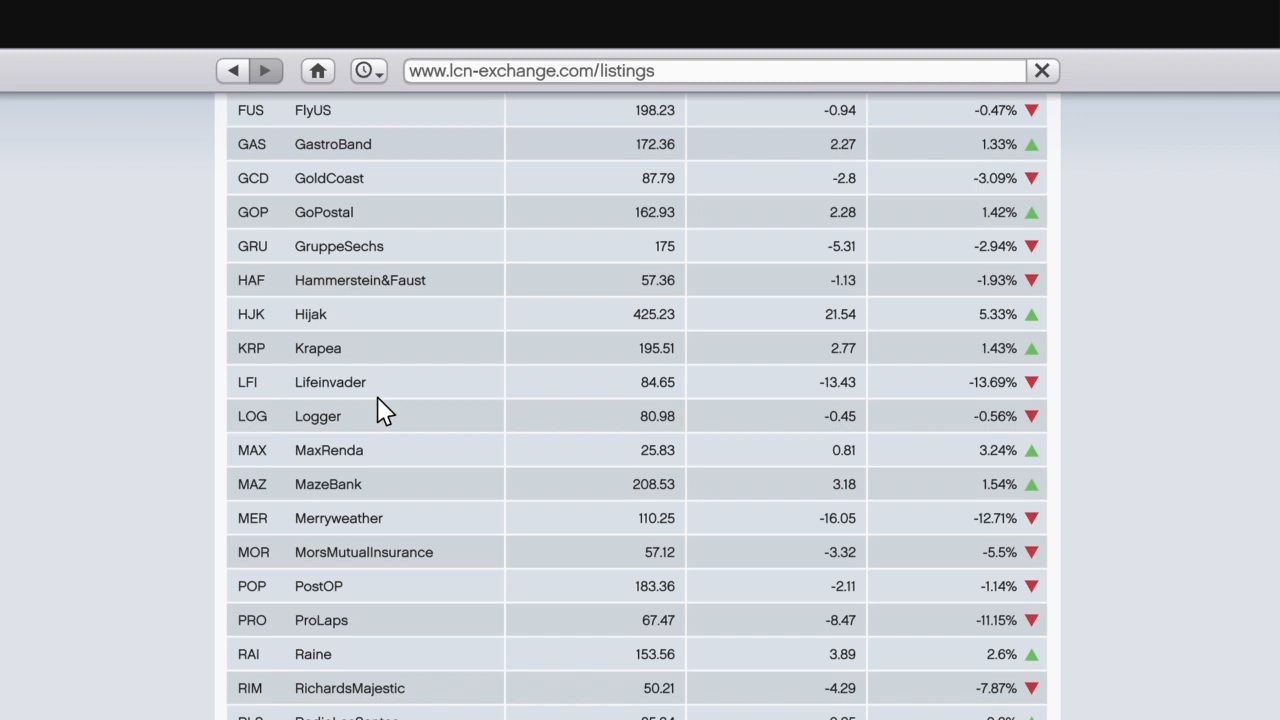 www.lcn-exchange.com/listings
FUS FlyUS 198.23 -0.94 -0.47%
GAS GastroBand 172.36 2.27 1.33%
GCD GoldCoast 87.79 -2.8 -3.09%
GOP GoPostal 162.93 2.28 1.42%
GRU GruppeSechs 175 -5.31 -2.94%
HAF Hammerstein&Faust 57.36 -1.13 -1.93%
HJK Hijak 425.23 21.54 5.33%
KRP Krapea 195.51 2.77 1.43%
LFI Lifeinvader 84.65 -13.43 -13.69%
LOG Logger 80.98 -0.45 -0.56%
MAX MaxRenda 25.83 0.81 3.24%
MAZ MazeBank 208.53 3.18 1.54%
MER Merryweather 110.25 -16.05 -12.71%
MOR MorsMutualInsurance 57.12 -3.32 -5.5%
POP PostOP 183.36 -2.11 -1.14%
PRO ProLaps 67.47 -8.47 -11.15%
RAI Raine 153.56 3.89 2.6%
RIM RichardsMajestic 50.21 -4.29 -7.87%